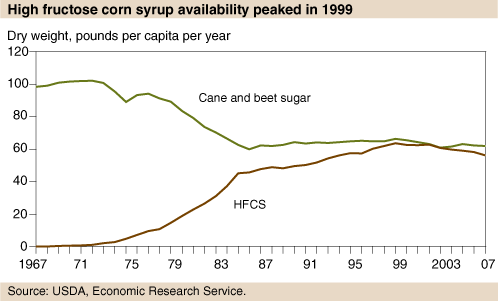 High fructose corn syrup availability peaked in 1999
Dry weight, pounds per capita per year
120
100
80
60
40
20
0
Cane and beet sugar
HFCS
1967 71 75 79 83 87 91 95 99 2003 07
Source: USDA, Economic Research Service.